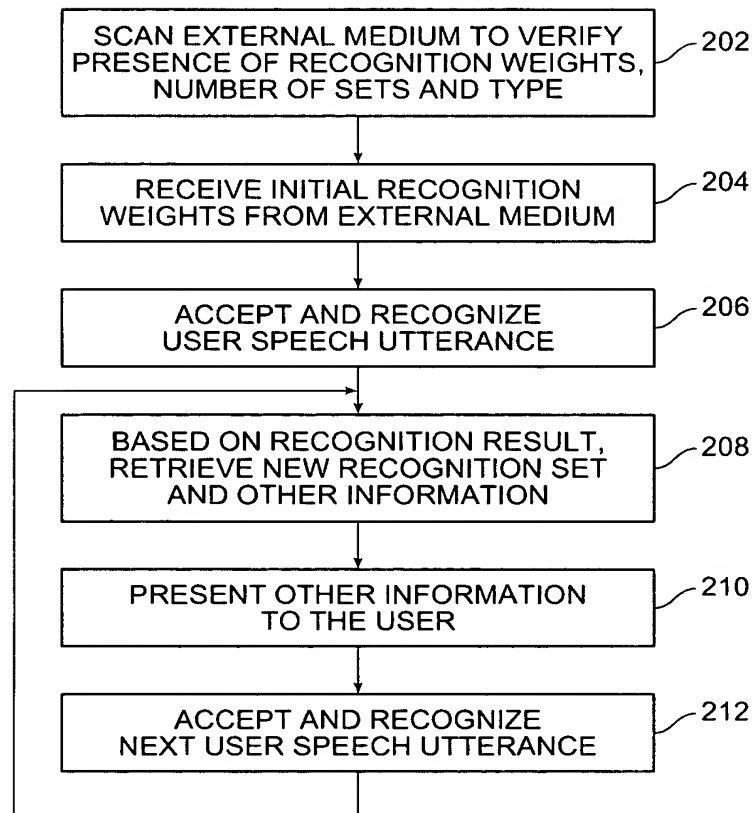 SCAN EXTERNAL MEDIUM TO VERIFY
PRESENCE OF RECOGNITION WEIGHTS,
NUMBER OF SETS AND TYPE
202
RECEIVE INITIAL RECOGNITION
WEIGHTS FROM EXTERNAL MEDIUM
204
ACCEPT AND RECOGNIZE
USER SPEECH UTTERANCE
206
BASED ON RECOGNITION RESULT,
RETRIEVE NEW RECOGNITION SET
AND OTHER INFORMATION
208
PRESENT OTHER INFORMATION
TO THE USER
210
ACCEPT AND RECOGNIZE
NEXT USER SPEECH UTTERANCE
212